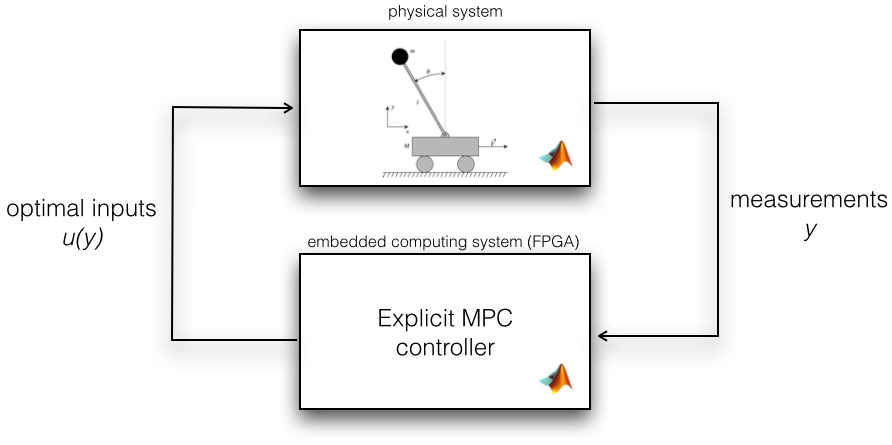 physical system
m
θ
l
y
x
M
F
optimal inputs
u(y)
measurements
y
embedded computing system (FPGA)
Explicit MPC
controller